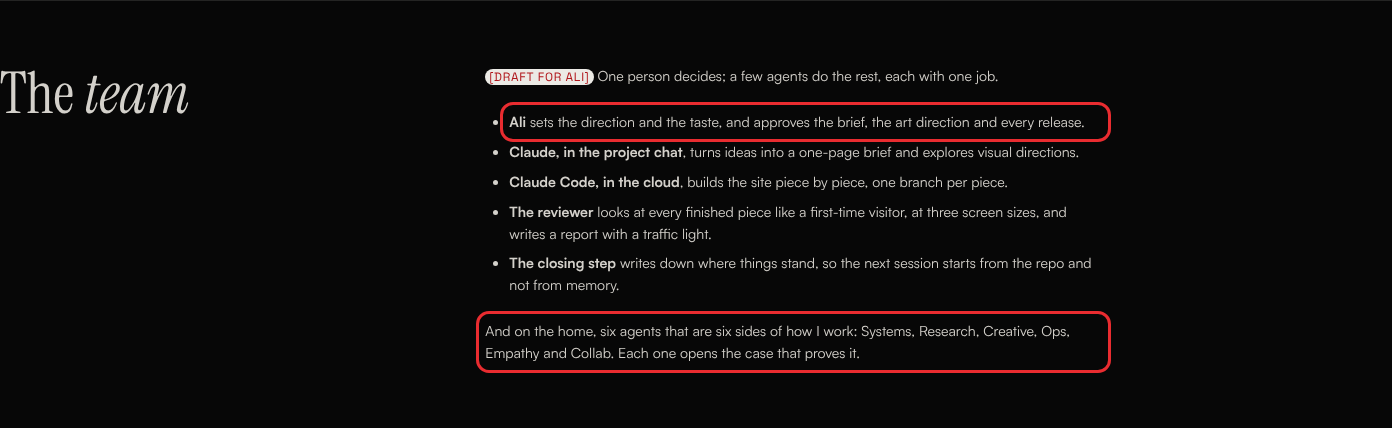 The team
[DRAFT FOR ALI] One person decides; a few agents do the rest, each with one job.
• Ali sets the direction and the taste, and approves the brief, the art direction and every release.
• Claude, in the project chat, turns ideas into a one-page brief and explores visual directions.
• Claude Code, in the cloud, builds the site piece by piece, one branch per piece.
• The reviewer looks at every finished piece like a first-time visitor, at three screen sizes, and
writes a report with a traffic light.
• The closing step writes down where things stand, so the next session starts from the repo and
not from memory.
And on the home, six agents that are six sides of how I work: Systems, Research, Creative, Ops,
Empathy and Collab. Each one opens the case that proves it.